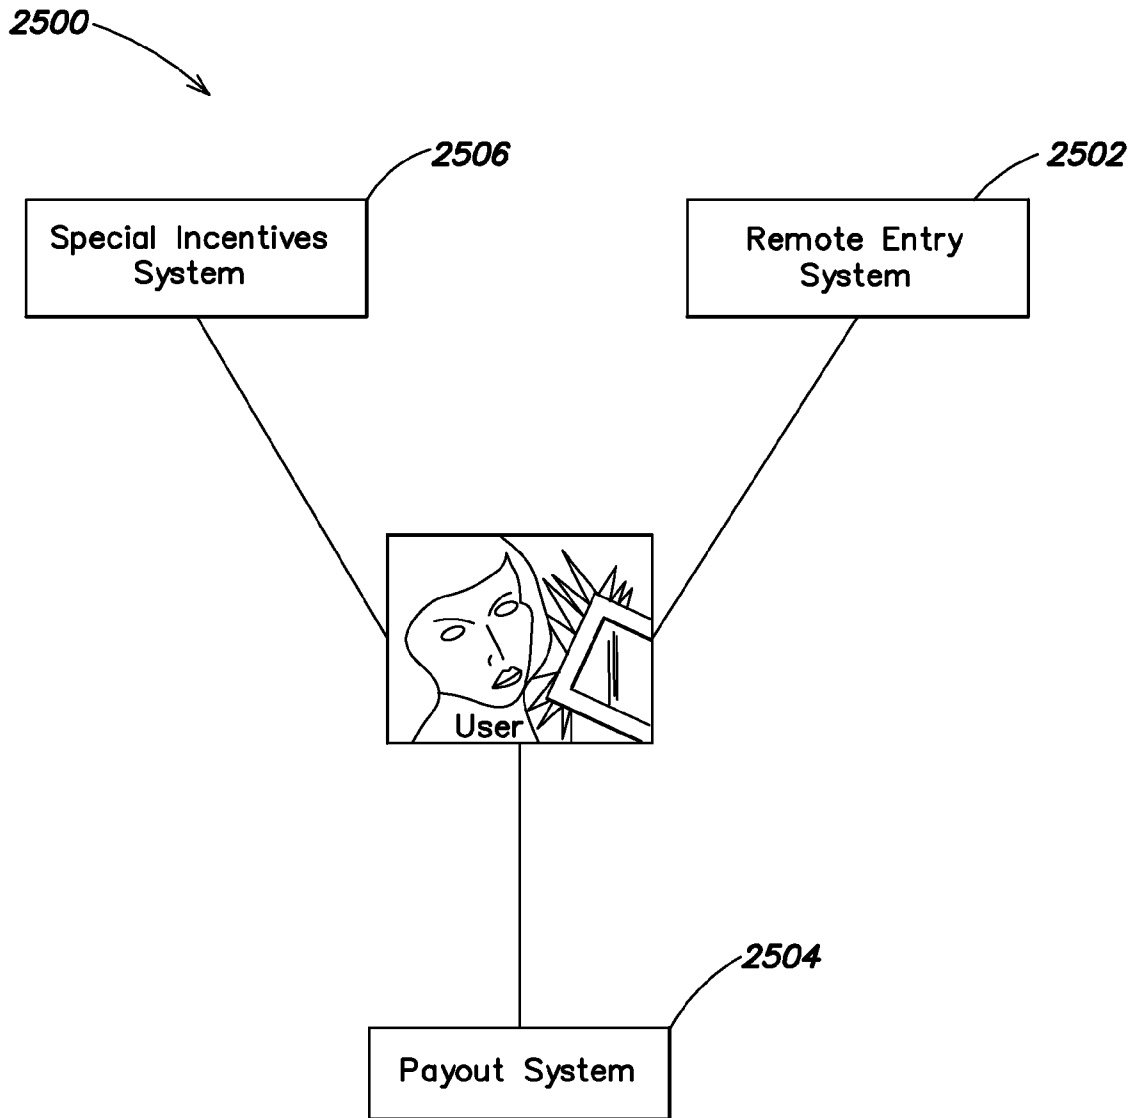 2500
2506
2502
Special Incentives
System
Remote Entry
System
User
2504
Payout System